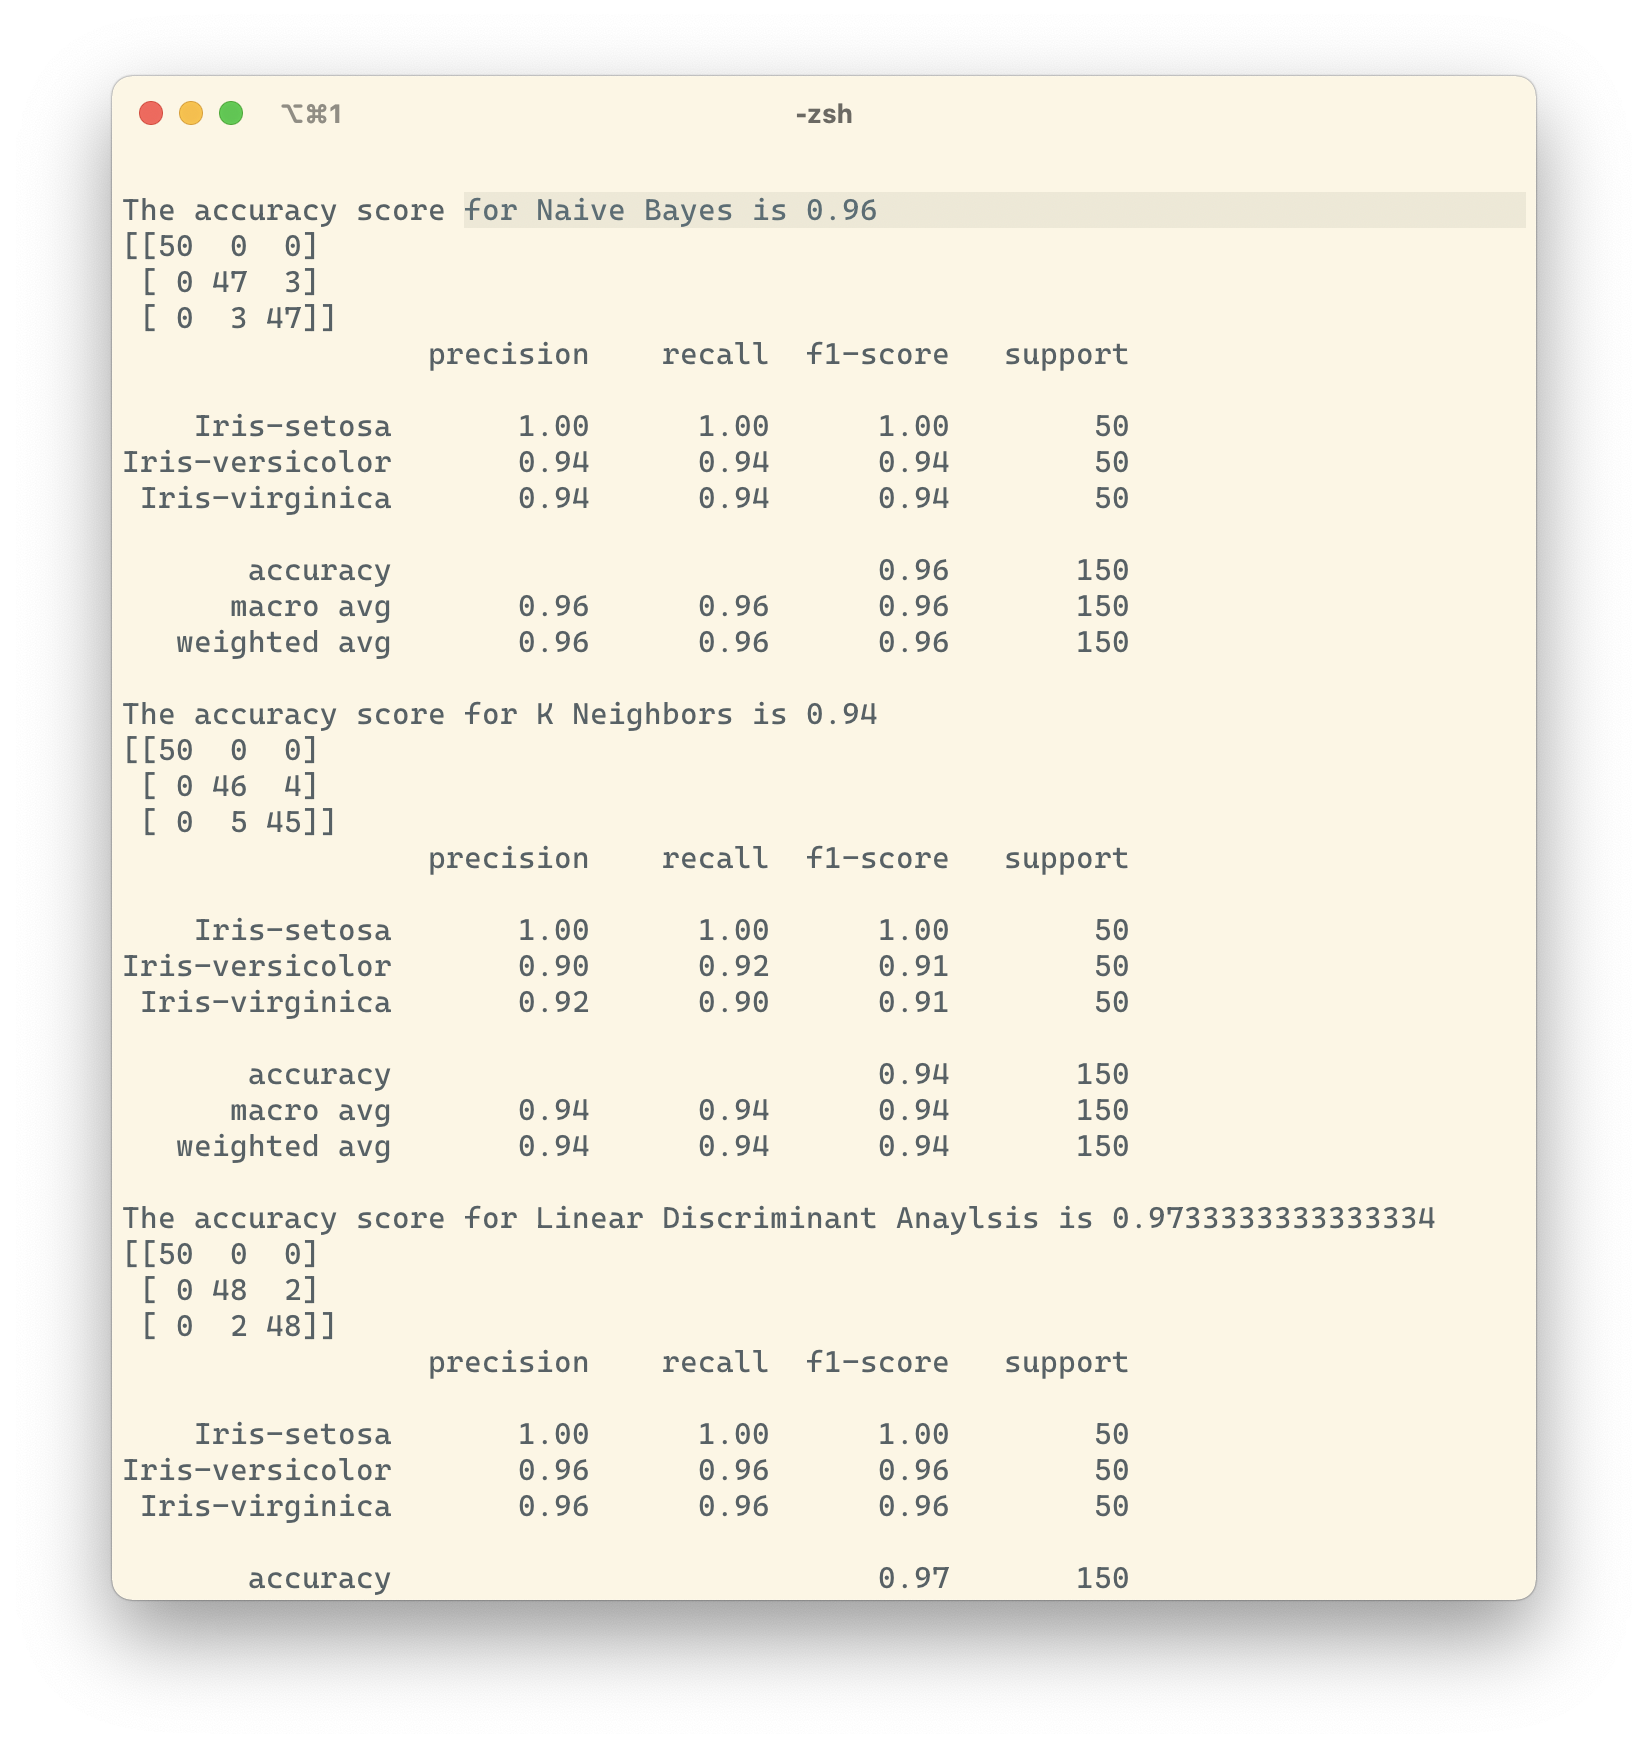 ⌥⌘1 -zsh
The accuracy score for Naive Bayes is 0.96
[[50  0  0]
 [ 0 47  3]
 [ 0  3 47]]
                 precision    recall  f1-score   support
    Iris-setosa       1.00      1.00      1.00        50
Iris-versicolor       0.94      0.94      0.94        50
 Iris-virginica       0.94      0.94      0.94        50
       accuracy                           0.96       150
      macro avg       0.96      0.96      0.96       150
   weighted avg       0.96      0.96      0.96       150
The accuracy score for K Neighbors is 0.94
[[50  0  0]
 [ 0 46  4]
 [ 0  5 45]]
                 precision    recall  f1-score   support
    Iris-setosa       1.00      1.00      1.00        50
Iris-versicolor       0.90      0.92      0.91        50
 Iris-virginica       0.92      0.90      0.91        50
       accuracy                           0.94       150
      macro avg       0.94      0.94      0.94       150
   weighted avg       0.94      0.94      0.94       150
The accuracy score for Linear Discriminant Anaylsis is 0.9733333333333334
[[50  0  0]
 [ 0 48  2]
 [ 0  2 48]]
                 precision    recall  f1-score   support
    Iris-setosa       1.00      1.00      1.00        50
Iris-versicolor       0.96      0.96      0.96        50
 Iris-virginica       0.96      0.96      0.96        50
       accuracy                           0.97       150